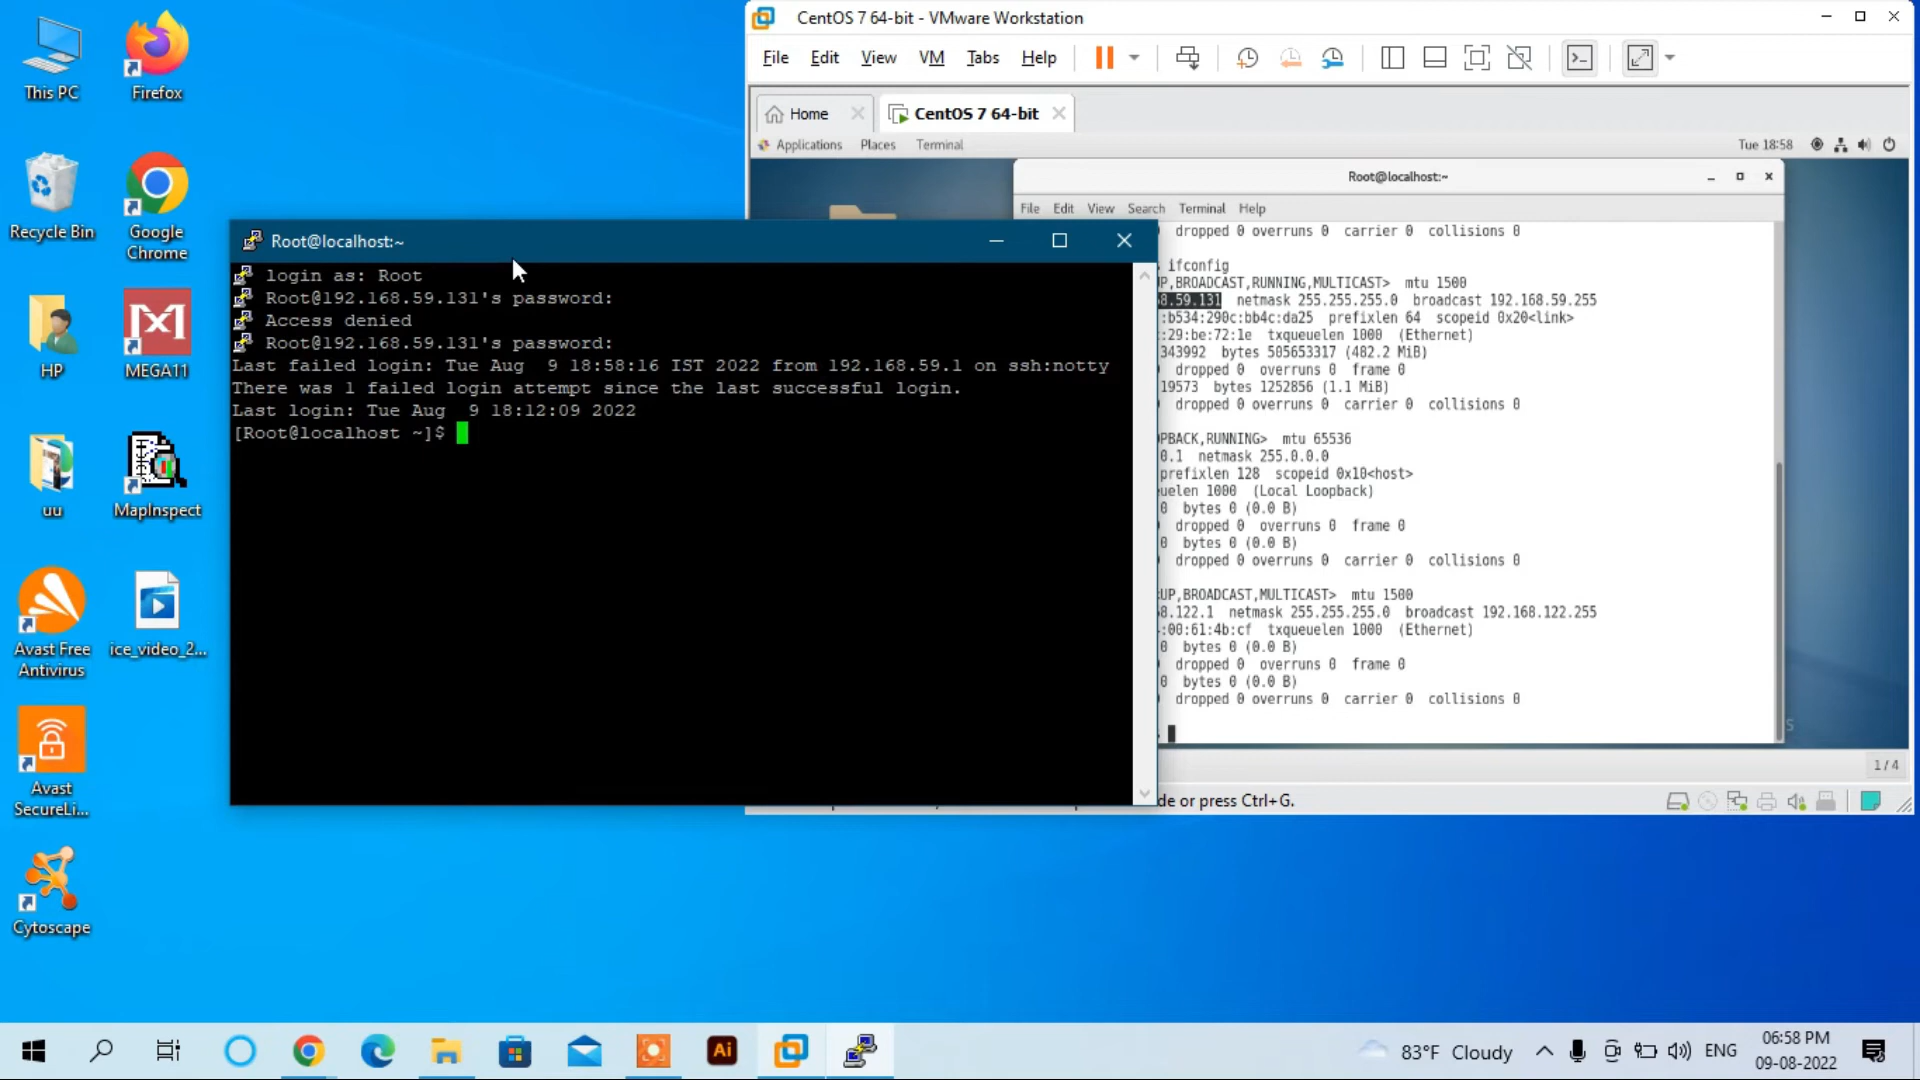 This PC
Firefox
Recycle Bin
Google
Chrome
HP
MEGA11
uu
MapInspect
Avast Free
Antivirus
ice_video_2...
Avast
SecureLi...
Cytoscape
CentOS 7 64-bit - VMware Workstation
File Edit View VM Tabs Help
Home
CentOS 7 64-bit
Applications Places Terminal
Tue 18:58
Root@localhost:~
File Edit View Search Terminal Help
dropped 0 overruns 0 carrier 0 collisions 0
ifconfig
UP,BROADCAST,RUNNING,MULTICAST> mtu 1500
8.59.131 netmask 255.255.255.0 broadcast 192.168.59.255
:b534:290c:bb4c:da25 prefixlen 64 scopeid 0x20<link>
:29:be:72:1e txqueuelen 1000 (Ethernet)
343992 bytes 505653317 (482.2 MiB)
dropped 0 overruns 0 frame 0
19573 bytes 1252856 (1.1 MiB)
dropped 0 overruns 0 carrier 0 collisions 0
OPBACK,RUNNING> mtu 65536
0.1 netmask 255.0.0.0
prefixlen 128 scopeid 0x10<host>
uelen 1000 (Local Loopback)
0 bytes 0 (0.0 B)
dropped 0 overruns 0 frame 0
0 bytes 0 (0.0 B)
dropped 0 overruns 0 carrier 0 collisions 0
UP,BROADCAST,MULTICAST> mtu 1500
8.122.1 netmask 255.255.255.0 broadcast 192.168.122.255
:00:61:4b:cf txqueuelen 1000 (Ethernet)
0 bytes 0 (0.0 B)
dropped 0 overruns 0 frame 0
0 bytes 0 (0.0 B)
dropped 0 overruns 0 carrier 0 collisions 0
S
1 / 4
de or press Ctrl+G.
Root@localhost:~
login as: Root
Root@192.168.59.131's password:
Access denied
Root@192.168.59.131's password:
Last failed login: Tue Aug  9 18:58:16 IST 2022 from 192.168.59.1 on ssh:notty
There was 1 failed login attempt since the last successful login.
Last login: Tue Aug  9 18:12:09 2022
[Root@localhost ~]$
Ai
83°F Cloudy
ENG
06:58 PM
09-08-2022